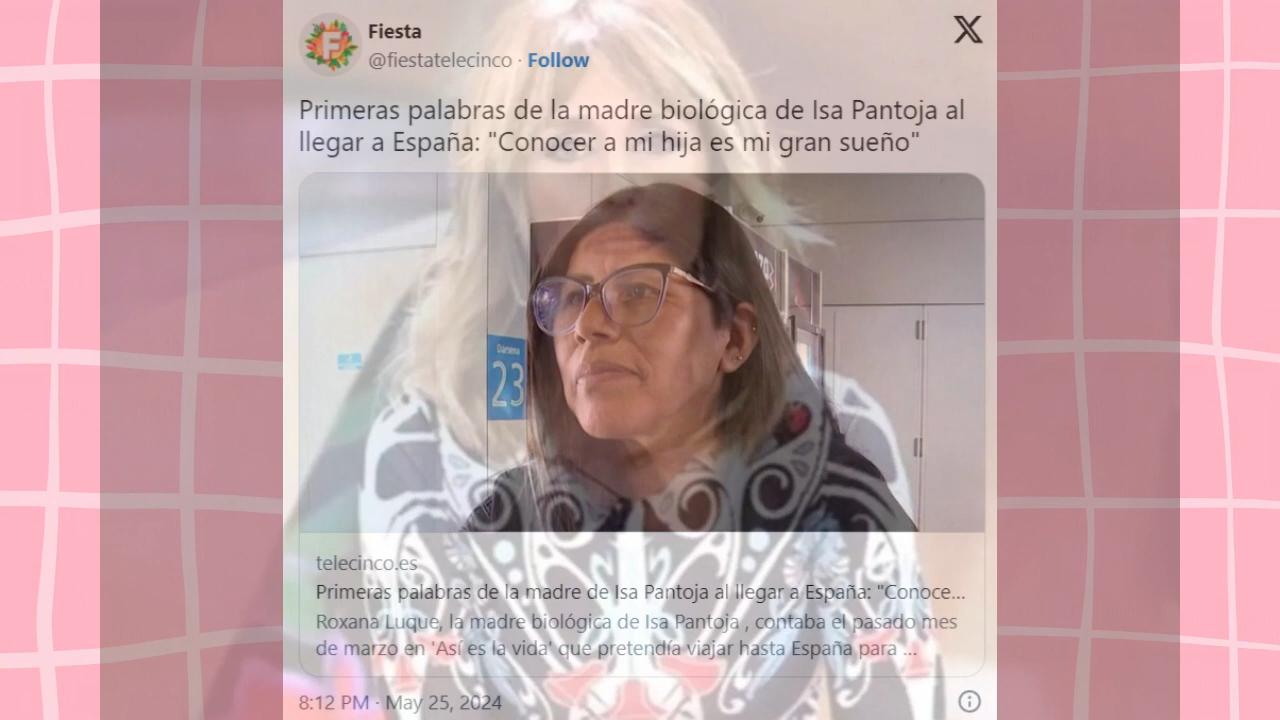 Fiesta
@fiestatelecinco · Follow
Primeras palabras de la madre biológica de Isa Pantoja al
llegar a España: "Conocer a mi hija es mi gran sueño"
Darsena
23
telecinco.es
Primeras palabras de la madre de Isa Pantoja al llegar a España: "Conoce...
Roxana Luque, la madre biológica de Isa Pantoja , contaba el pasado mes
de marzo en 'Así es la vida' que pretendía viajar hasta España para ...
8:12 PM · May 25, 2024